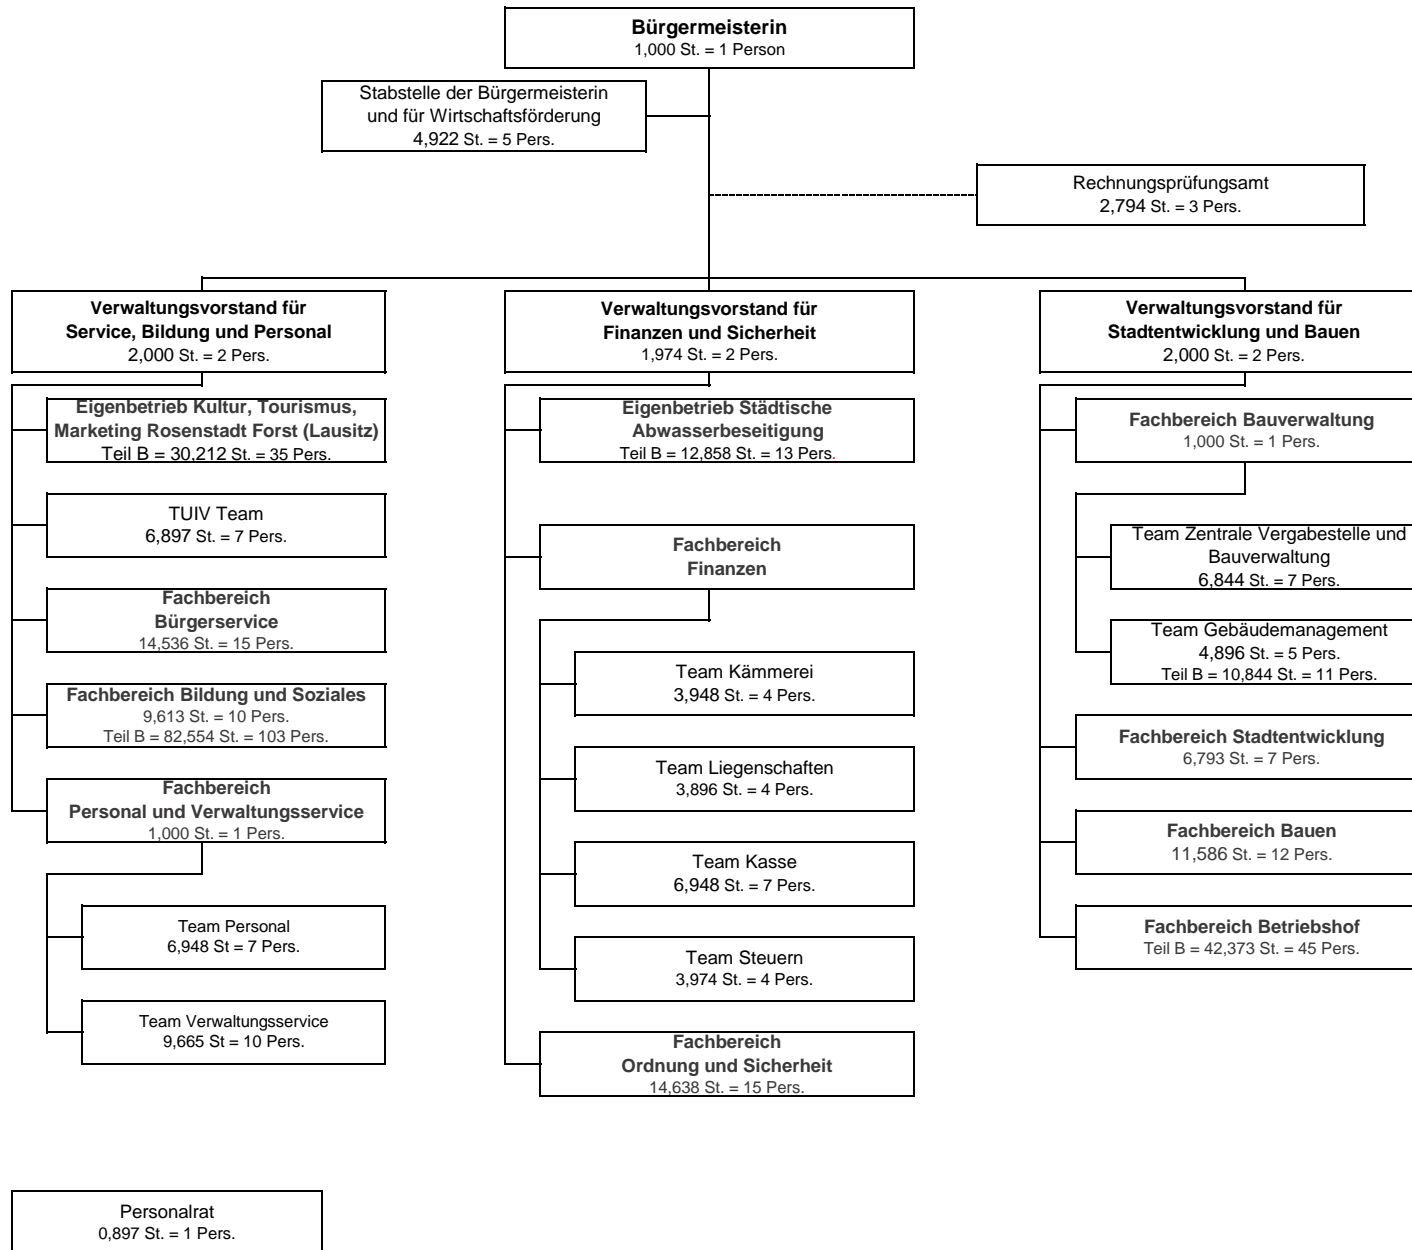 Bürgermeisterin
1,000 St. = 1 Person
Stabstelle der Bürgermeisterin
und für Wirtschaftsförderung
4,922 St. = 5 Pers.
Rechnungsprüfungsamt
2,794 St. = 3 Pers.
Verwaltungsvorstand für
Service, Bildung und Personal
2,000 St. = 2 Pers.
Eigenbetrieb Kultur, Tourismus,
Marketing Rosenstadt Forst (Lausitz)
Teil B = 30,212 St. = 35 Pers.
TUIV Team
6,897 St. = 7 Pers.
Fachbereich
Bürgerservice
14,536 St. = 15 Pers.
Fachbereich Bildung und Soziales
9,613 St. = 10 Pers.
Teil B = 82,554 St. = 103 Pers.
Fachbereich
Personal und Verwaltungsservice
1,000 St. = 1 Pers.
Team Personal
6,948 St = 7 Pers.
Team Verwaltungsservice
9,665 St = 10 Pers.
Verwaltungsvorstand für
Finanzen und Sicherheit
1,974 St. = 2 Pers.
Eigenbetrieb Städtische
Abwasserbeseitigung
Teil B = 12,858 St. = 13 Pers.
Fachbereich
Finanzen
Team Kämmerei
3,948 St. = 4 Pers.
Team Liegenschaften
3,896 St. = 4 Pers.
Team Kasse
6,948 St. = 7 Pers.
Team Steuern
3,974 St. = 4 Pers.
Fachbereich
Ordnung und Sicherheit
14,638 St. = 15 Pers.
Verwaltungsvorstand für
Stadtentwicklung und Bauen
2,000 St. = 2 Pers.
Fachbereich Bauverwaltung
1,000 St. = 1 Pers.
Team Zentrale Vergabestelle und
Bauverwaltung
6,844 St. = 7 Pers.
Team Gebäudemanagement
4,896 St. = 5 Pers.
Teil B = 10,844 St. = 11 Pers.
Fachbereich Stadtentwicklung
6,793 St. = 7 Pers.
Fachbereich Bauen
11,586 St. = 12 Pers.
Fachbereich Betriebshof
Teil B = 42,373 St. = 45 Pers.
Personalrat
0,897 St. = 1 Pers.